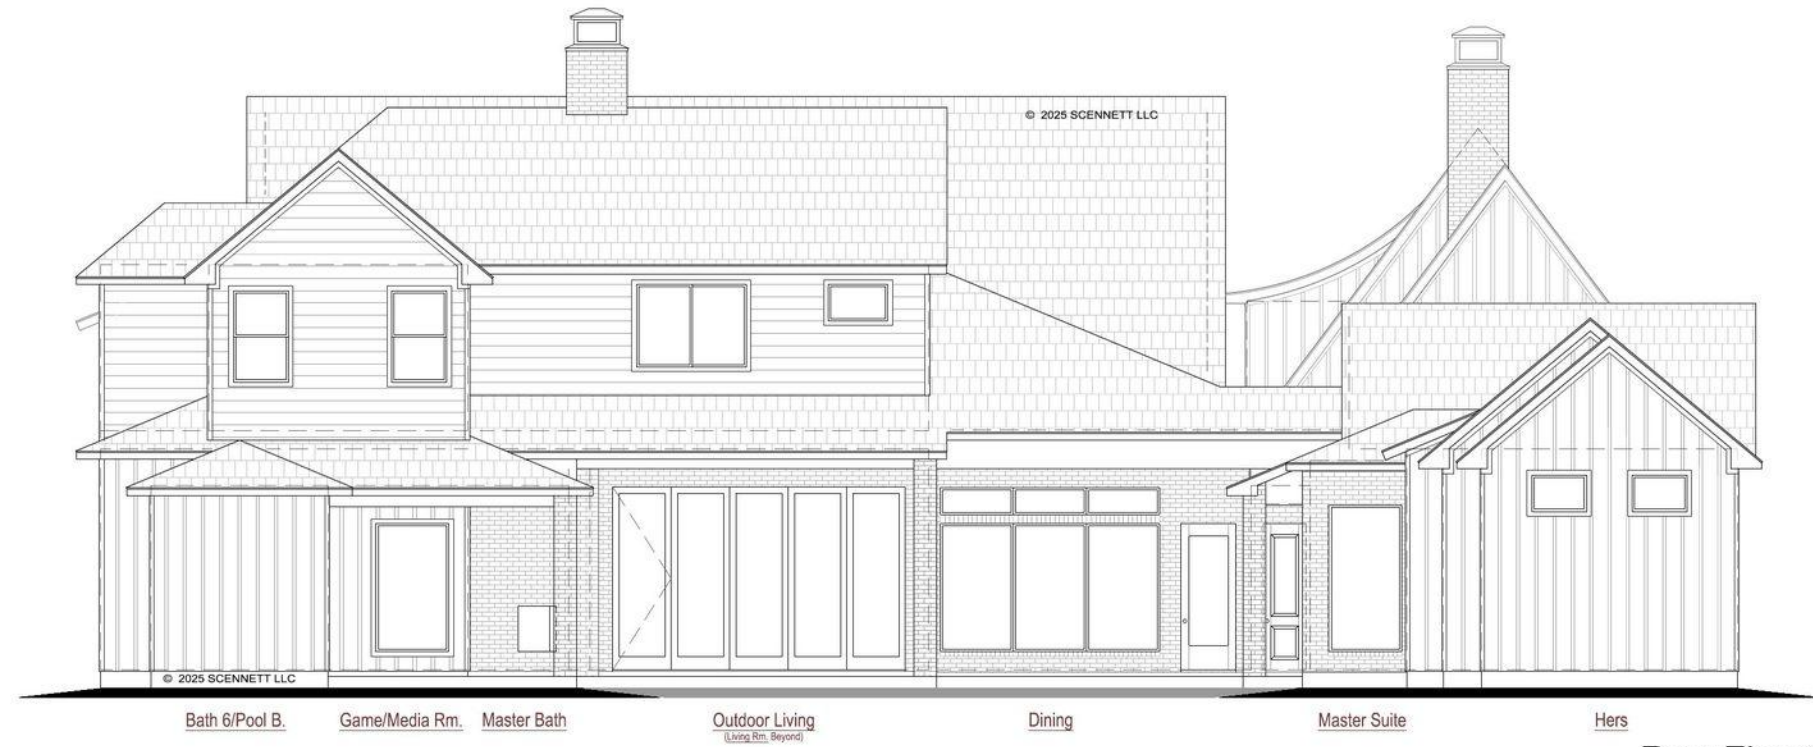 © 2025 SCENNETT LLC
© 2025 SCENNETT LLC
Bath 6/Pool B. Game/Media Rm. Master Bath Outdoor Living Dining Master Suite Hers
(Living Rm. Beyond)